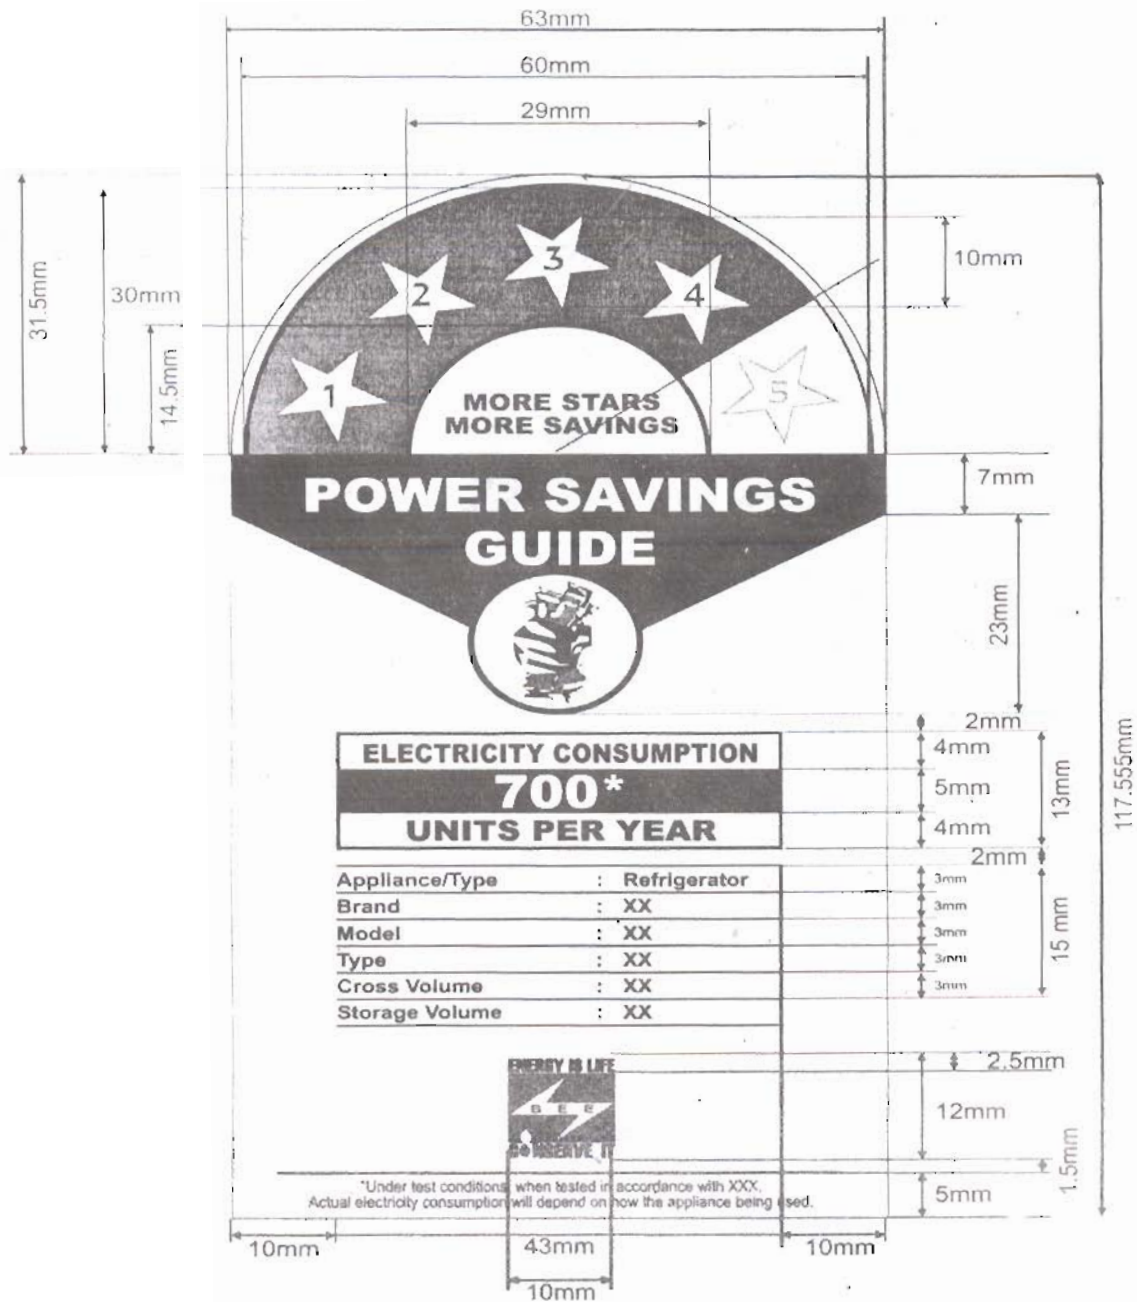 63mm
60mm
29mm
31.5mm
30mm
14.5mm
10mm
1
2
3
4
5
MORE STARS
MORE SAVINGS
7mm
POWER SAVINGS
GUIDE
23mm
117.555mm
2mm
ELECTRICITY CONSUMPTION
4mm
700*
5mm
13mm
UNITS PER YEAR
4mm
2mm
Appliance/Type : Refrigerator
3mm
Brand : XX
3mm
Model : XX
3mm
15 mm
Type : XX
3mm
Cross Volume : XX
3mm
Storage Volume : XX
ENERGY IS LIFE
2.5mm
BEE
12mm
CONSERVE IT
1.5mm
*Under test conditions, when tested in accordance with XXX.
Actual electricity consumption will depend on how the appliance being used.
5mm
10mm
43mm
10mm
10mm